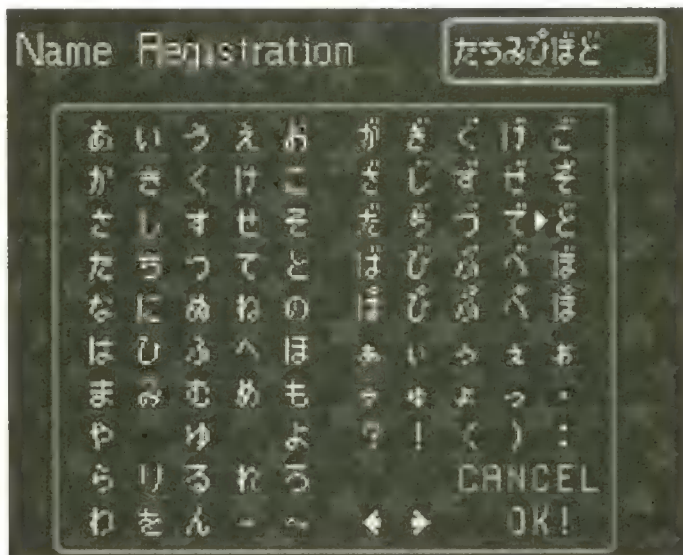 Name Registration たちみぴぼど
あいうえお がぎぐげご
かきくけこ ざじずぜぞ
さしすせそ だぢづで▶ど
たちつてと ばびぶべぼ
なにぬねの ぱぴぷぺぽ
はひふへほ ぁぃぅぇぉ
まみむめも ゃゅょっ・
や ゆ よ ?!():
らりるれろ CANCEL
わをん-~ ←→ OK!